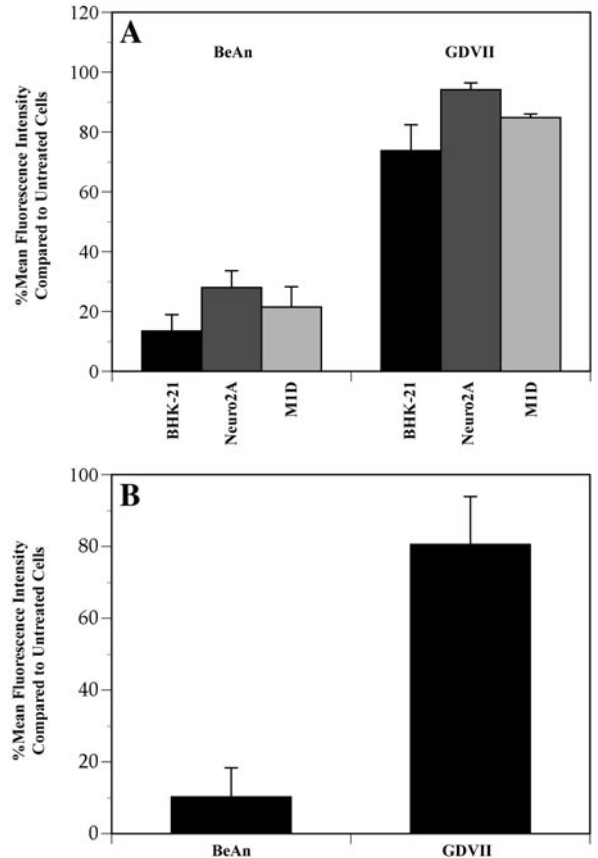 A
BeAn
GDVII
%Mean Fluorescence Intensity
Compared to Untreated Cells
120
100
80
60
40
20
0
BHK-21
Neuro2A
M1D
BHK-21
Neuro2A
M1D
B
%Mean Fluorescence Intensity
Compared to Untreated Cells
100
80
60
40
20
0
BeAn
GDVII